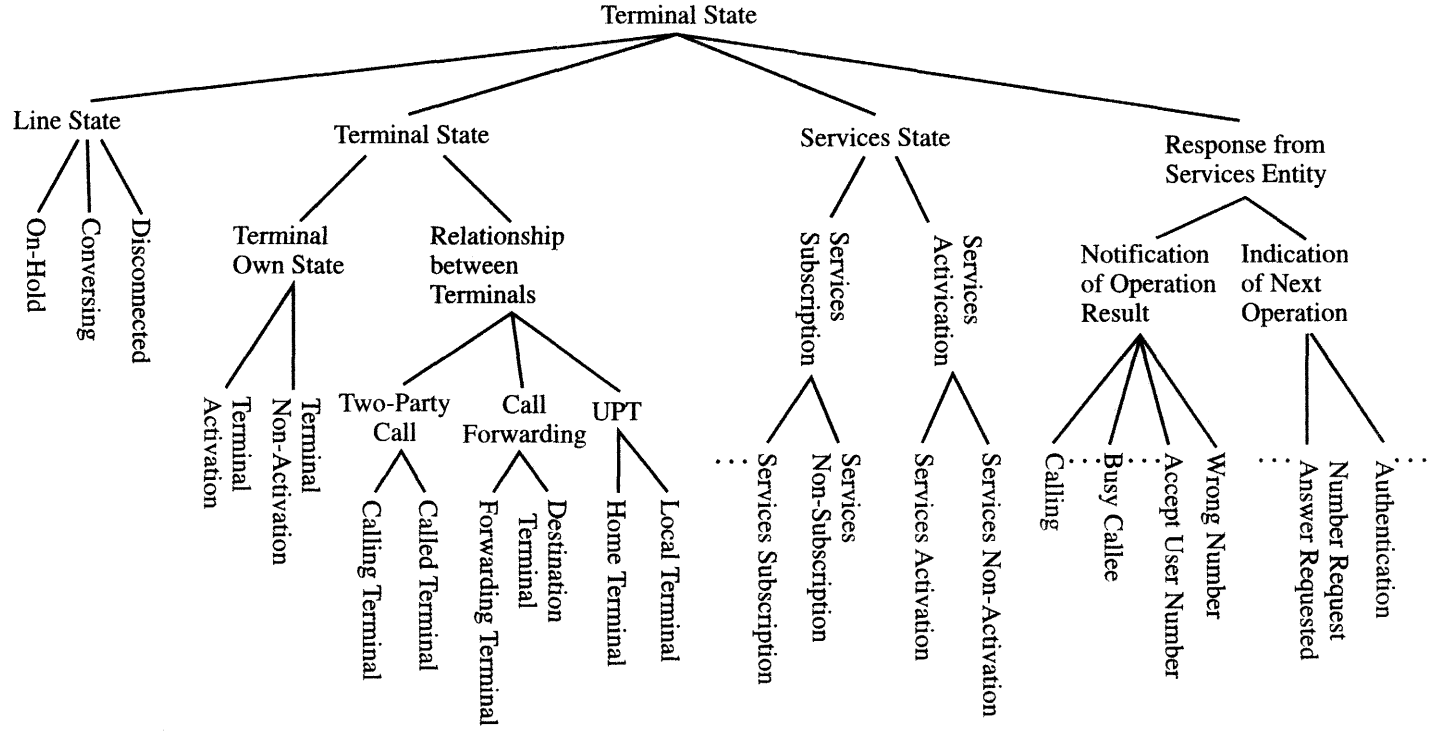 Terminal State
Line State
Terminal State
Services State
Response from
Services Entity
On-Hold
Conversing
Disconnected
Terminal
Own State
Relationship
between
Terminals
Services
Subscription
Services
Activication
Notification
of Operation
Result
Indication
of Next
Operation
Terminal
Activation
Terminal
Non-Activation
Two-Party
Call
Call
Forwarding
UPT
Calling Terminal
Called Terminal
Forwarding Terminal
Destination
Terminal
Home Terminal
Local Terminal
...
Services Subscription
Services
Non-Subscription
Services Activation
Services Non-Activation
Calling
...
Busy Callee
...
Accept User Number
Wrong Number
...
Number Request
Answer Requested
Authentication
...